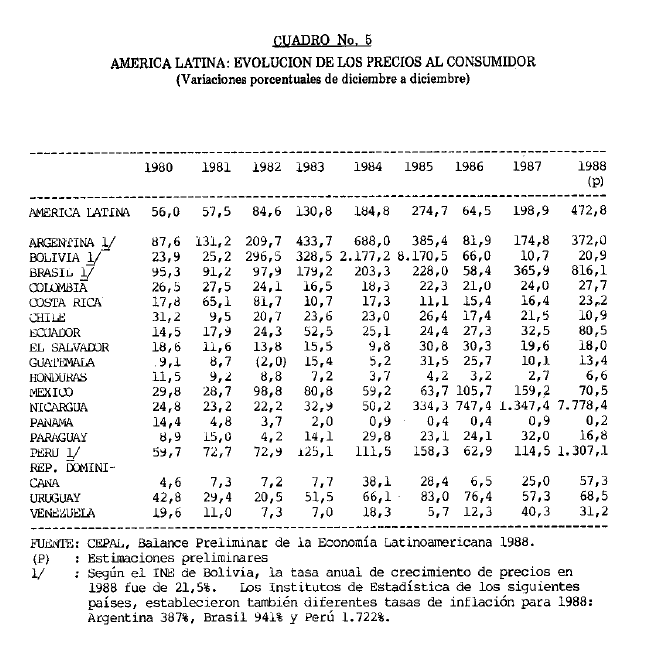 CUADRO No. 5
AMERICA LATINA: EVOLUCION DE LOS PRECIOS AL CONSUMIDOR
(Variaciones porcentuales de diciembre a diciembre)
1980 1981 1982 1983 1984 1985 1986 1987 1988
(p)
AMERICA LATINA 56,0 57,5 84,6 130,8 184,8 274,7 64,5 198,9 472,8
ARGENTINA 1/ 87,6 131,2 209,7 433,7 688,0 385,4 81,9 174,8 372,0
BOLIVIA 1/ 23,9 25,2 296,5 328,5 2.177,2 8.170,5 66,0 10,7 20,9
BRASIL 1/ 95,3 91,2 97,9 179,2 203,3 228,0 58,4 365,9 816,1
COLOMBIA 26,5 27,5 24,1 16,5 18,3 22,3 21,0 24,0 27,7
COSTA RICA 17,8 65,1 81,7 10,7 17,3 11,1 15,4 16,4 23,2
CHILE 31,2 9,5 20,7 23,6 23,0 26,4 17,4 21,5 10,9
ECUADOR 14,5 17,9 24,3 52,5 25,1 24,4 27,3 32,5 80,5
EL SALVADOR 18,6 11,6 13,8 15,5 9,8 30,8 30,3 19,6 18,0
GUATEMALA 9,1 8,7 (2,0) 15,4 5,2 31,5 25,7 10,1 13,4
HONDURAS 11,5 9,2 8,8 7,2 3,7 4,2 3,2 2,7 6,6
MEXICO 29,8 28,7 98,8 80,8 59,2 63,7 105,7 159,2 70,5
NICARGUA 24,8 23,2 22,2 32,9 50,2 334,3 747,4 1.347,4 7.778,4
PANAMA 14,4 4,8 3,7 2,0 0,9 0,4 0,4 0,9 0,2
PARAGUAY 8,9 15,0 4,2 14,1 29,8 23,1 24,1 32,0 16,8
PERU 1/ 59,7 72,7 72,9 125,1 111,5 158,3 62,9 114,5 1.307,1
REP. DOMINI-
CANA 4,6 7,3 7,2 7,7 38,1 28,4 6,5 25,0 57,3
URUGUAY 42,8 29,4 20,5 51,5 66,1 83,0 76,4 57,3 68,5
VENEZUELA 19,6 11,0 7,3 7,0 18,3 5,7 12,3 40,3 31,2
FUENTE: CEPAL, Balance Preliminar de la Economía Latinoamericana 1988.
(P) : Estimaciones preliminares
1/ : Según el INE de Bolivia, la tasa anual de crecimiento de precios en
1988 fue de 21,5%. Los Institutos de Estadística de los siguientes
países, establecieron también diferentes tasas de inflación para 1988:
Argentina 387%, Brasil 941% y Perú 1.722%.